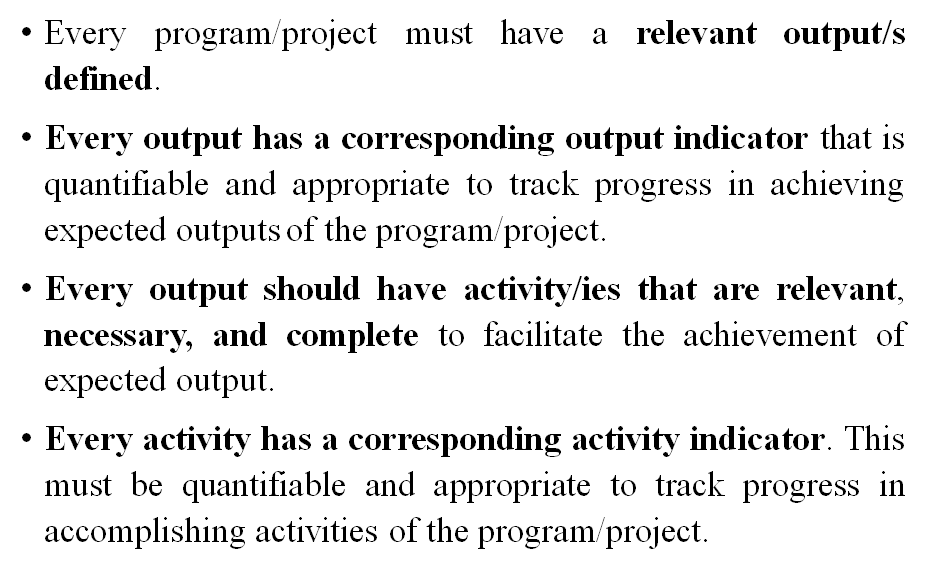 • Every program/project must have a relevant output/s
defined.
• Every output has a corresponding output indicator that is
quantifiable and appropriate to track progress in achieving
expected outputs of the program/project.
• Every output should have activity/ies that are relevant,
necessary, and complete to facilitate the achievement of
expected output.
• Every activity has a corresponding activity indicator. This
must be quantifiable and appropriate to track progress in
accomplishing activities of the program/project.